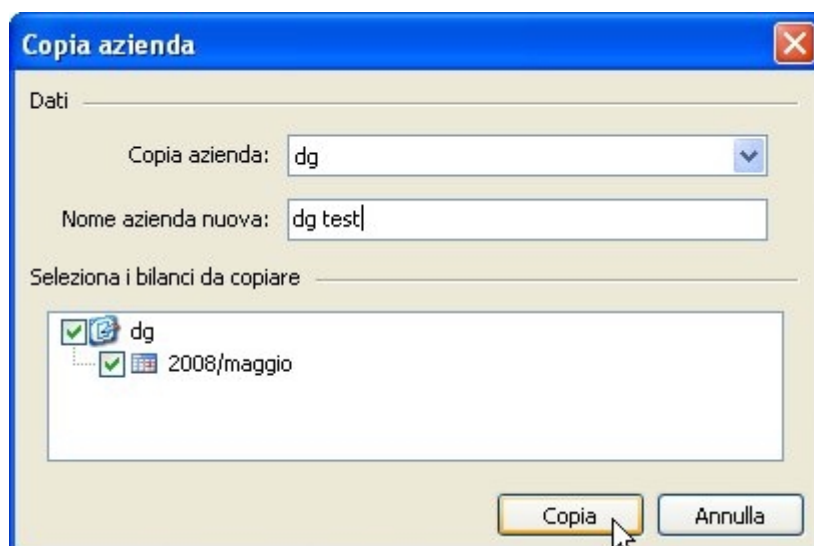 Copia azienda
Dati
Copia azienda: dg
Nome azienda nuova: dg test
Seleziona i bilanci da copiare
dg
2008/maggio
Copia Annulla